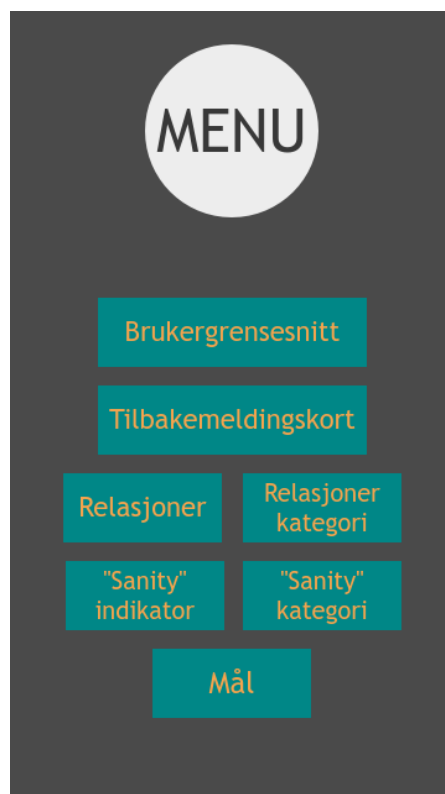 MENU
Brukergrensesnitt
Tilbakemeldingskort
Relasjoner
Relasjoner
kategori
"Sanity"
indikator
"Sanity"
kategori
Mål